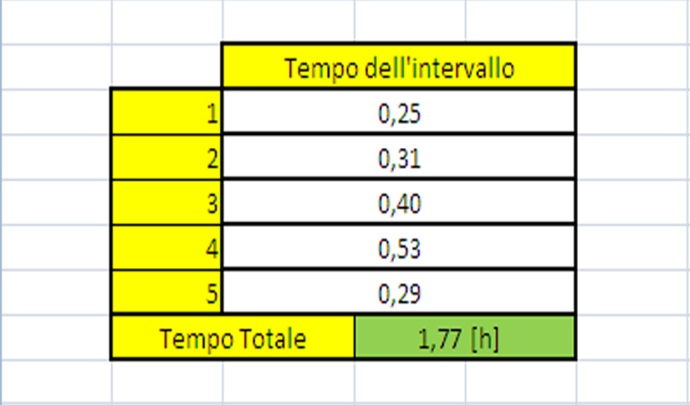 Tempo dell'intervallo
1 0,25
2 0,31
3 0,40
4 0,53
5 0,29
Tempo Totale 1,77 [h]